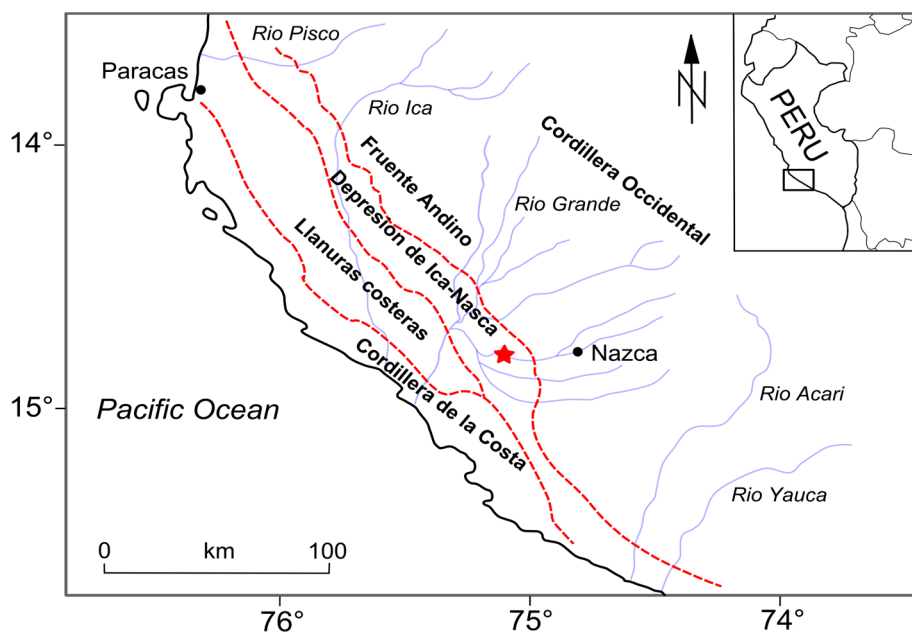 Rio Pisco
Paracas
Rio Ica
N
PERU
14°
Fruente Andino
Cordillera Occidental
Rio Grande
Depresión de Ica-Nasca
Llanuras costeras
Nazca
Cordillera de la Costa
Rio Acari
15°
Pacific Ocean
Rio Yauca
0 km 100
76° 75° 74°